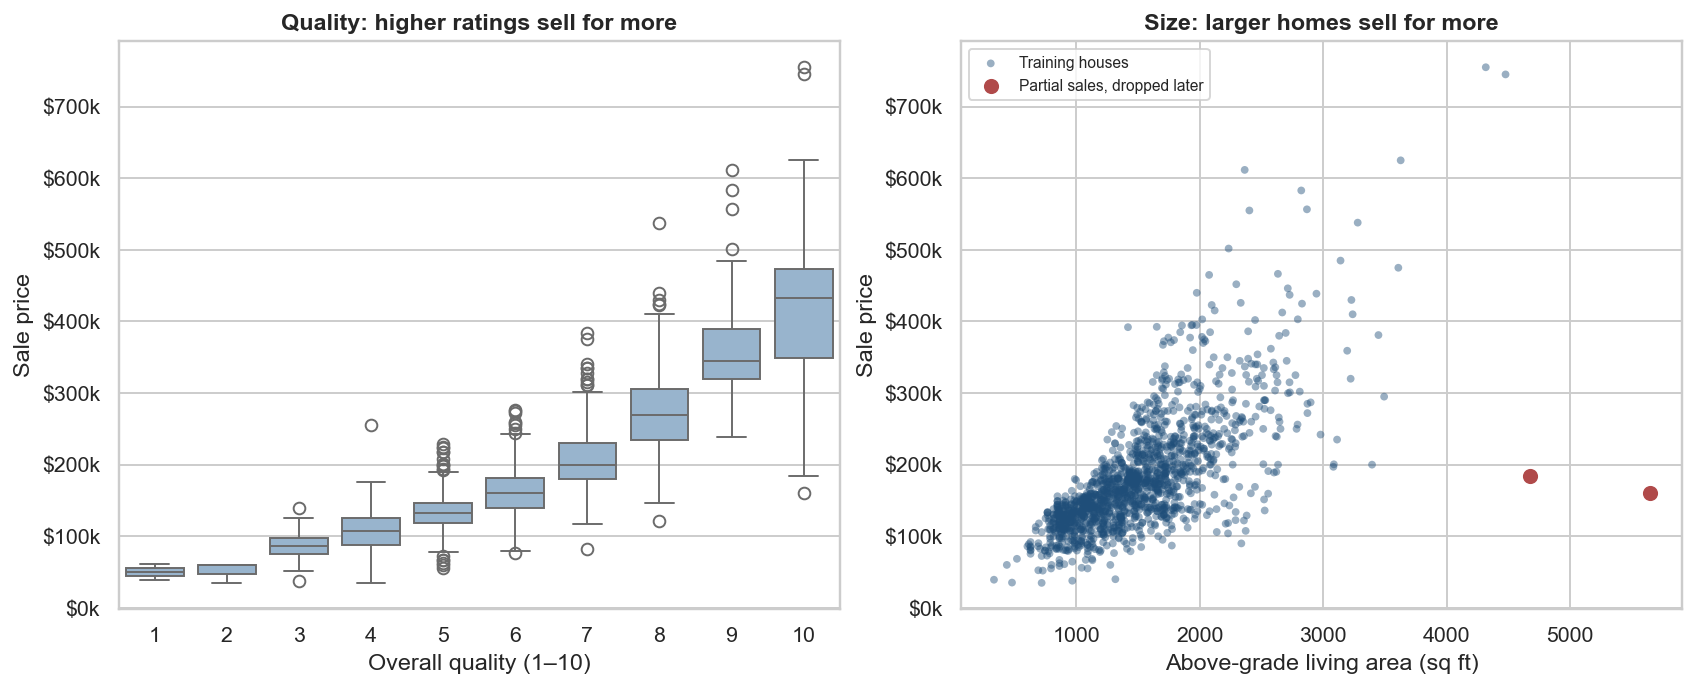 Quality: higher ratings sell for more
$700k
$600k
$500k
$400k
$300k
$200k
$100k
$0k
Sale price
1 2 3 4 5 6 7 8 9 10
Overall quality (1–10)
Size: larger homes sell for more
Training houses
Partial sales, dropped later
$700k
$600k
$500k
$400k
$300k
$200k
$100k
$0k
Sale price
1000 2000 3000 4000 5000
Above-grade living area (sq ft)